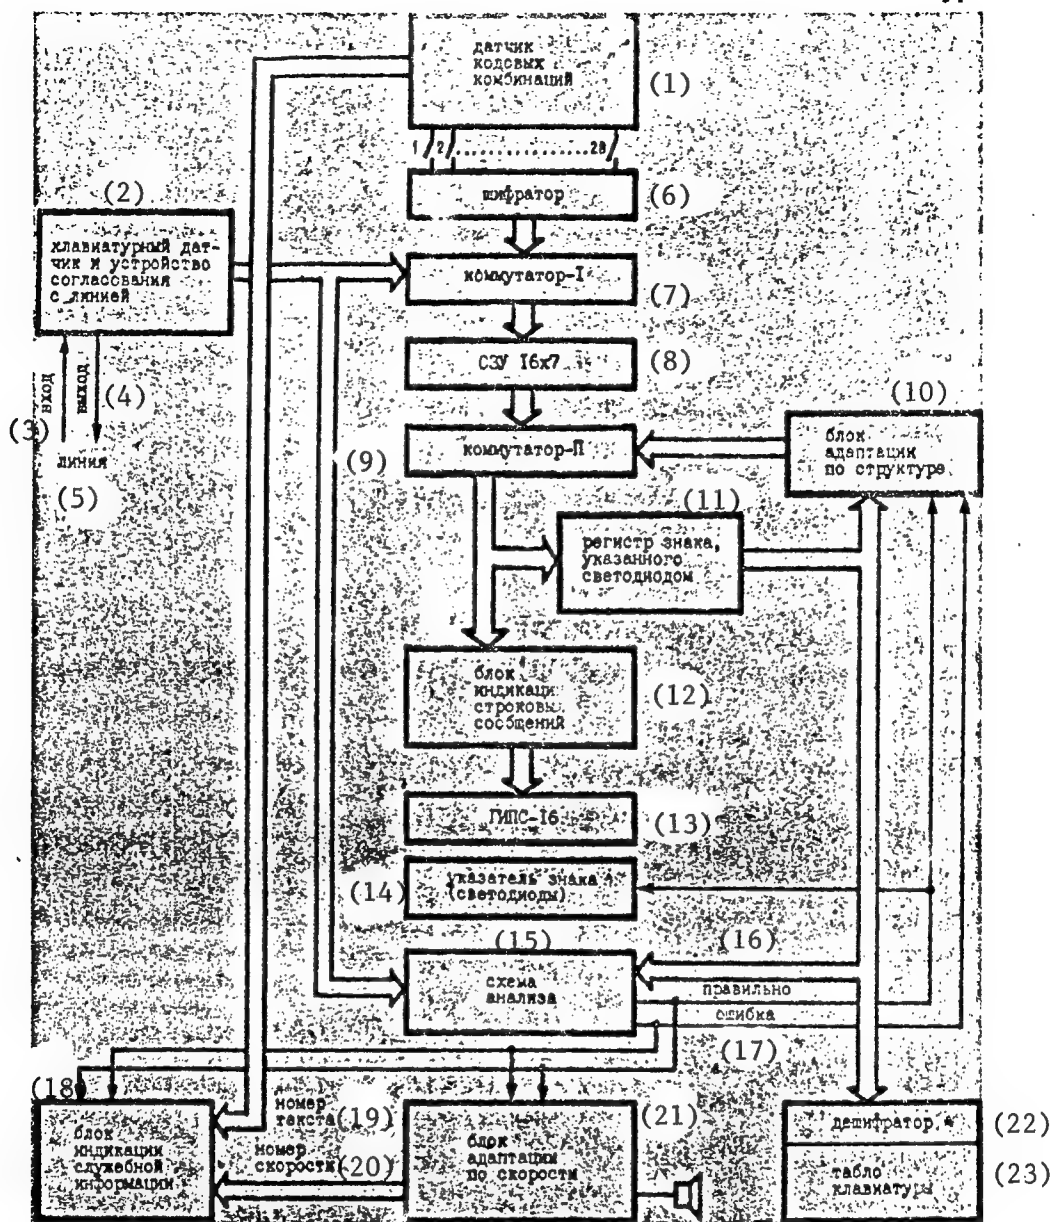 датчик
кодовых
комбинаций
(1)
1 2 ................ 28
шифратор
(6)
(2)
клавиатурный дат-
чик и устройство
согласования
с линией
коммутатор-I
(7)
СЗУ 16х7
(8)
вход
выход
(4)
(3)
линия
(5)
(9)
коммутатор-П
(10)
блок
адаптации
по структуре
(11)
регистр знака,
указанного
светодиодом
блок
индикаци
строковы
сообщений
(12)
ГИПС-16
(13)
(14)
указатель знака
(светодиоды)
(15)
(16)
схема
анализа
правильно
ошибка
(17)
(18)
блок
индикации
служебной
информации
номер
текста
(19)
номер
скорости
(20)
блок
адаптации
по скорости
(21)
дешифратор
(22)
табло
клавиатуры
(23)